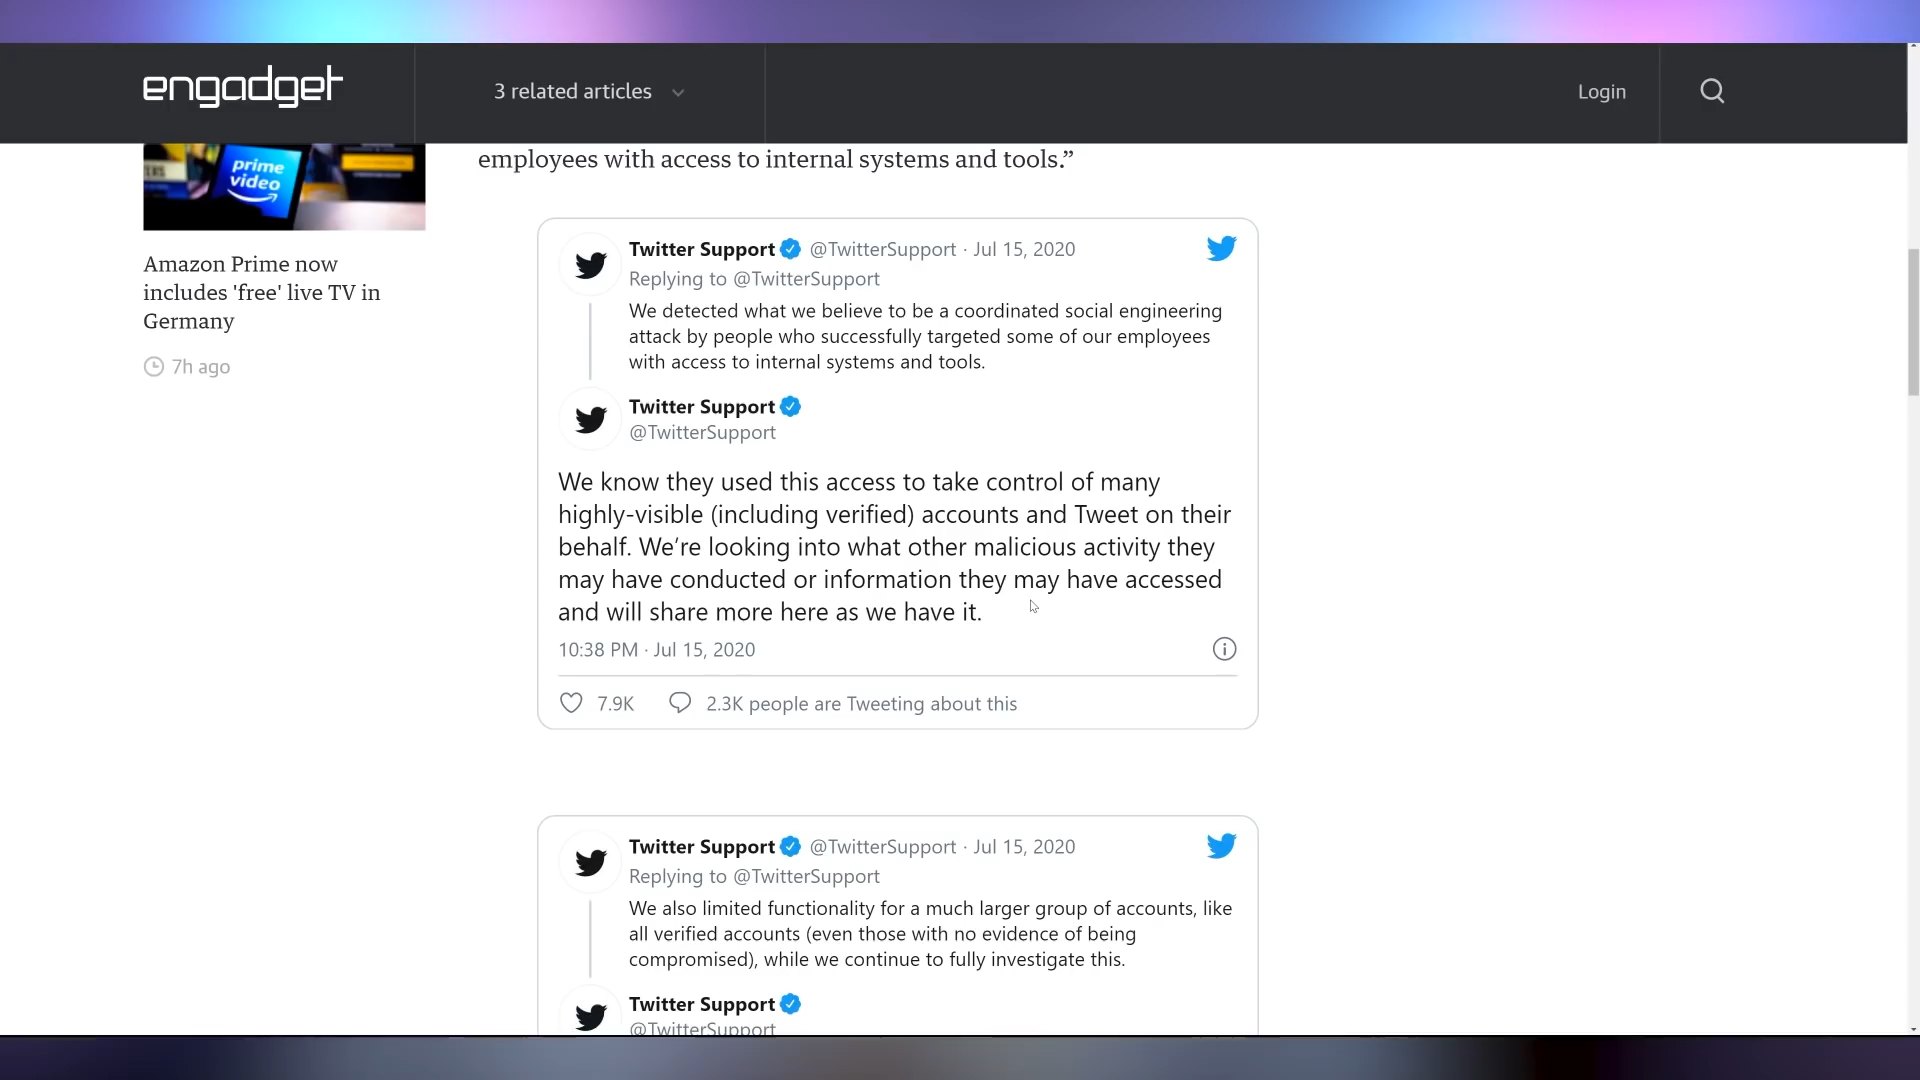 engadget
3 related articles
Login
prime
video
Amazon Prime now
includes 'free' live TV in
Germany
7h ago
employees with access to internal systems and tools.”
Twitter Support @TwitterSupport · Jul 15, 2020
Replying to @TwitterSupport
We detected what we believe to be a coordinated social engineering
attack by people who successfully targeted some of our employees
with access to internal systems and tools.
Twitter Support
@TwitterSupport
We know they used this access to take control of many
highly-visible (including verified) accounts and Tweet on their
behalf. We’re looking into what other malicious activity they
may have conducted or information they may have accessed
and will share more here as we have it.
10:38 PM · Jul 15, 2020
7.9K
2.3K people are Tweeting about this
Twitter Support @TwitterSupport · Jul 15, 2020
Replying to @TwitterSupport
We also limited functionality for a much larger group of accounts, like
all verified accounts (even those with no evidence of being
compromised), while we continue to fully investigate this.
Twitter Support
@TwitterSupport